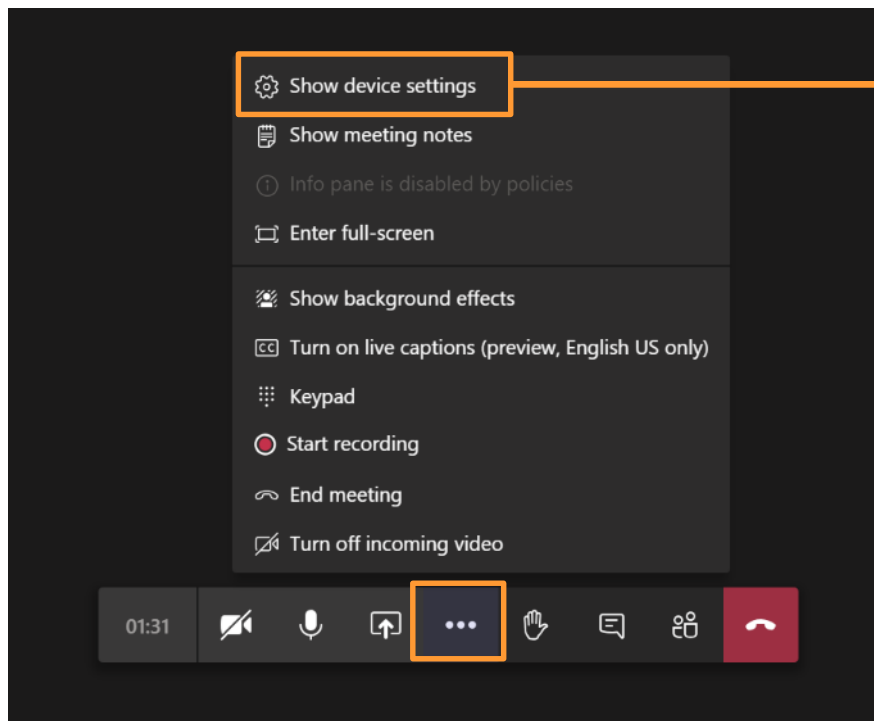 Show device settings
Show meeting notes
Info pane is disabled by policies
Enter full-screen
Show background effects
CC Turn on live captions (preview, English US only)
Keypad
Start recording
End meeting
Turn off incoming video
01:31